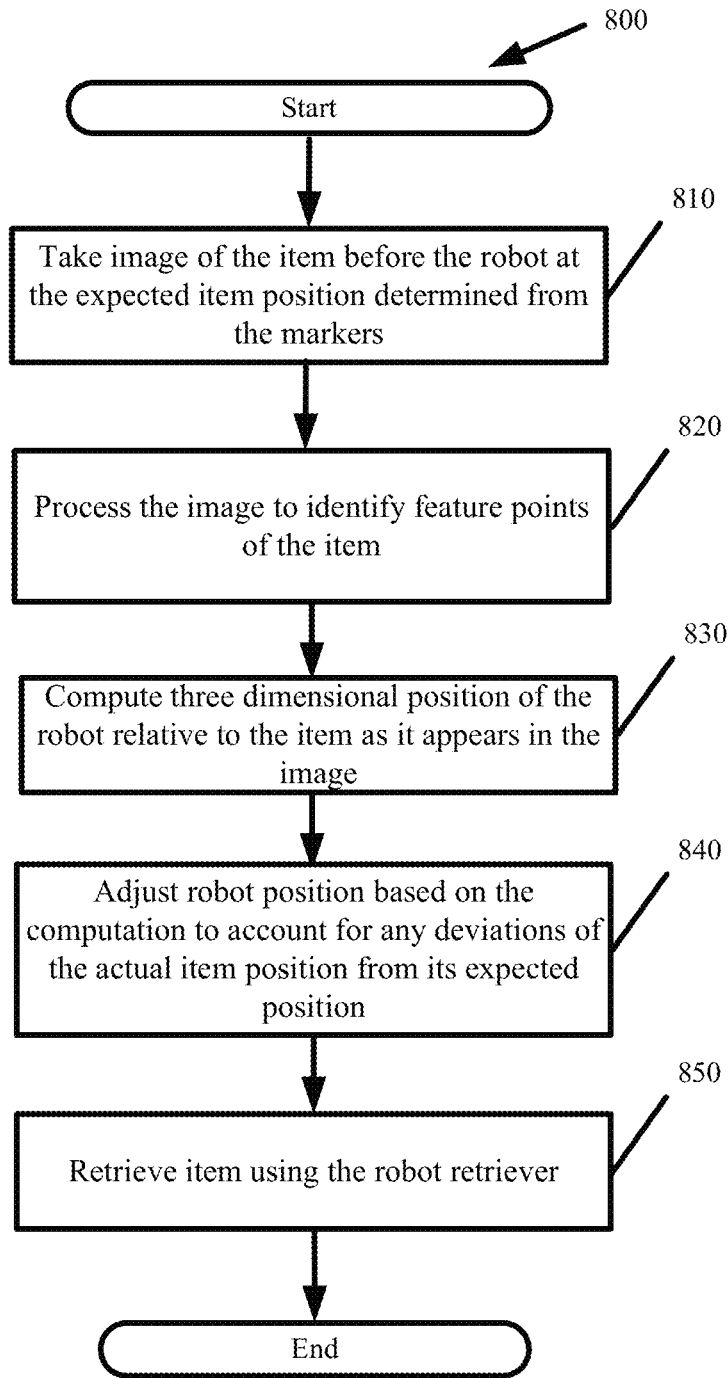 800
Start
810
Take image of the item before the robot at
the expected item position determined from
the markers
820
Process the image to identify feature points
of the item
830
Compute three dimensional position of the
robot relative to the item as it appears in the
image
840
Adjust robot position based on the
computation to account for any deviations of
the actual item position from its expected
position
850
Retrieve item using the robot retriever
End